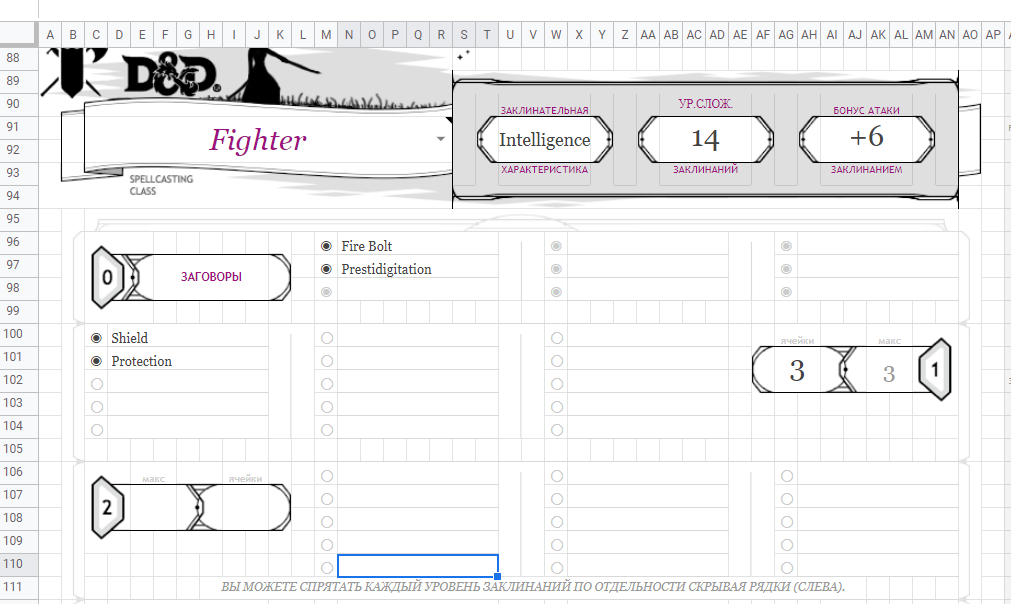 A B C D E F G H I J K L M N O P Q R S T U V W X Y Z AA AB AC AD AE AF AG AH AI AJ AK AL AM AN AO AP
88
89
90
91
92
93
94
95
96
97
98
99
100
101
102
103
104
105
106
107
108
109
110
111
D&D®
Fighter
SPELLCASTING
CLASS
ЗАКЛИНАТЕЛЬНАЯ
Intelligence
ХАРАКТЕРИСТИКА
УР.СЛОЖ.
14
ЗАКЛИНАНИЙ
БОНУС АТАКИ
+6
ЗАКЛИНАНИЕМ
0 ЗАГОВОРЫ
Fire Bolt
Prestidigitation
Shield
Protection
ячейки макс
3 3 1
макс ячейки
2
ВЫ МОЖЕТЕ СПРЯТАТЬ КАЖДЫЙ УРОВЕНЬ ЗАКЛИНАНИЙ ПО ОТДЕЛЬНОСТИ СКРЫВАЯ РЯДКИ (СЛЕВА).